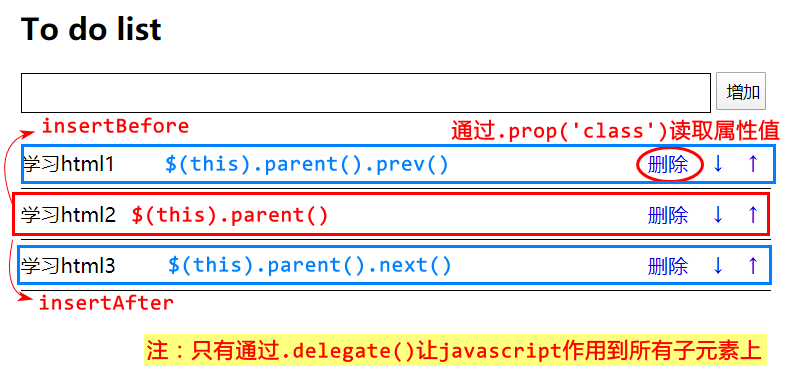 To do list
增加
insertBefore
通过.prop('class')读取属性值
学习html1 $(this).parent().prev() 删除 ↓ ↑
学习html2 $(this).parent() 删除 ↓ ↑
学习html3 $(this).parent().next() 删除 ↓ ↑
insertAfter
注：只有通过.delegate()让javascript作用到所有子元素上